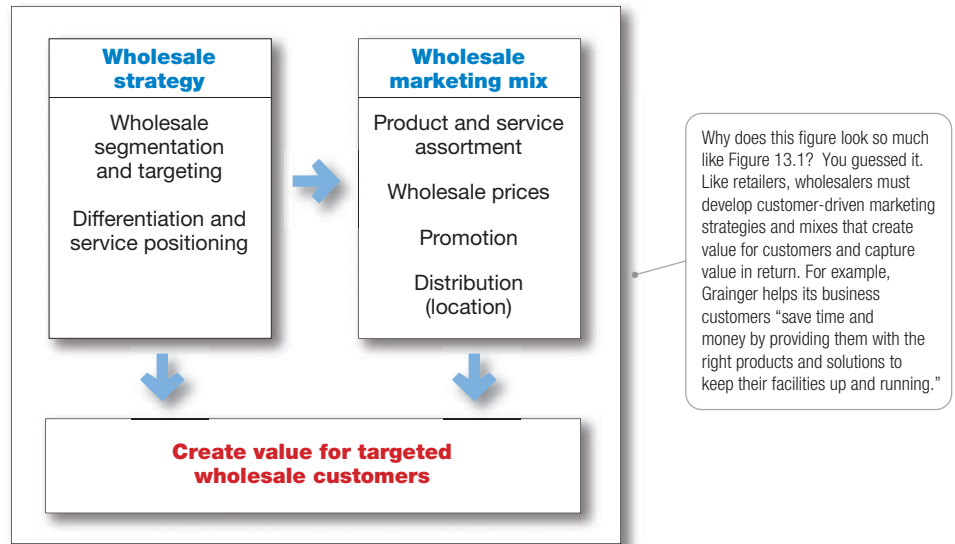 Wholesale
strategy
Wholesale
segmentation
and targeting
Differentiation and
service positioning
Wholesale
marketing mix
Product and service
assortment
Wholesale prices
Promotion
Distribution
(location)
Create value for targeted
wholesale customers
Why does this figure look so much
like Figure 13.1? You guessed it.
Like retailers, wholesalers must
develop customer-driven marketing
strategies and mixes that create
value for customers and capture
value in return. For example,
Grainger helps its business
customers “save time and
money by providing them with the
right products and solutions to
keep their facilities up and running.”